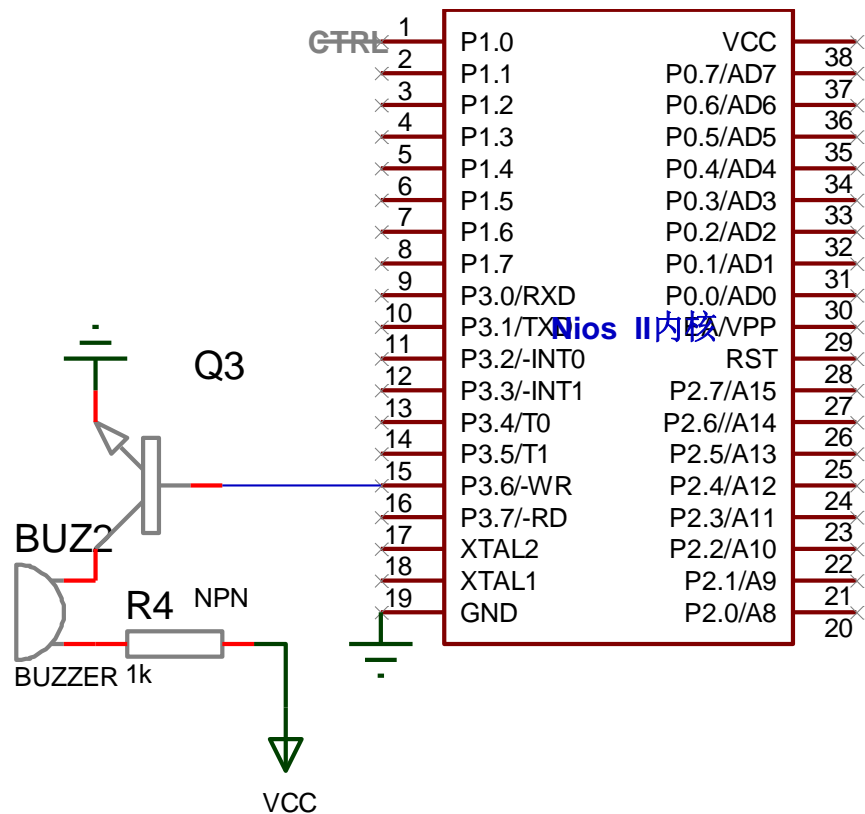 CTRL
1 P1.0 VCC
2 P1.1 P0.7/AD7 38
3 P1.2 P0.6/AD6 37
4 P1.3 P0.5/AD5 36
5 P1.4 P0.4/AD4 35
6 P1.5 P0.3/AD3 34
7 P1.6 P0.2/AD2 33
8 P1.7 P0.1/AD1 32
9 P3.0/RXD P0.0/AD0 31
10 P3.1/TXD EA/VPP 30
Nios II内核
11 P3.2/-INT0 RST 29
12 P3.3/-INT1 P2.7/A15 28
13 P3.4/T0 P2.6//A14 27
14 P3.5/T1 P2.5/A13 26
15 P3.6/-WR P2.4/A12 25
16 P3.7/-RD P2.3/A11 24
17 XTAL2 P2.2/A10 23
18 XTAL1 P2.1/A9 22
19 GND P2.0/A8 21
20
Q3
BUZ2
R4 NPN
BUZZER 1k
VCC